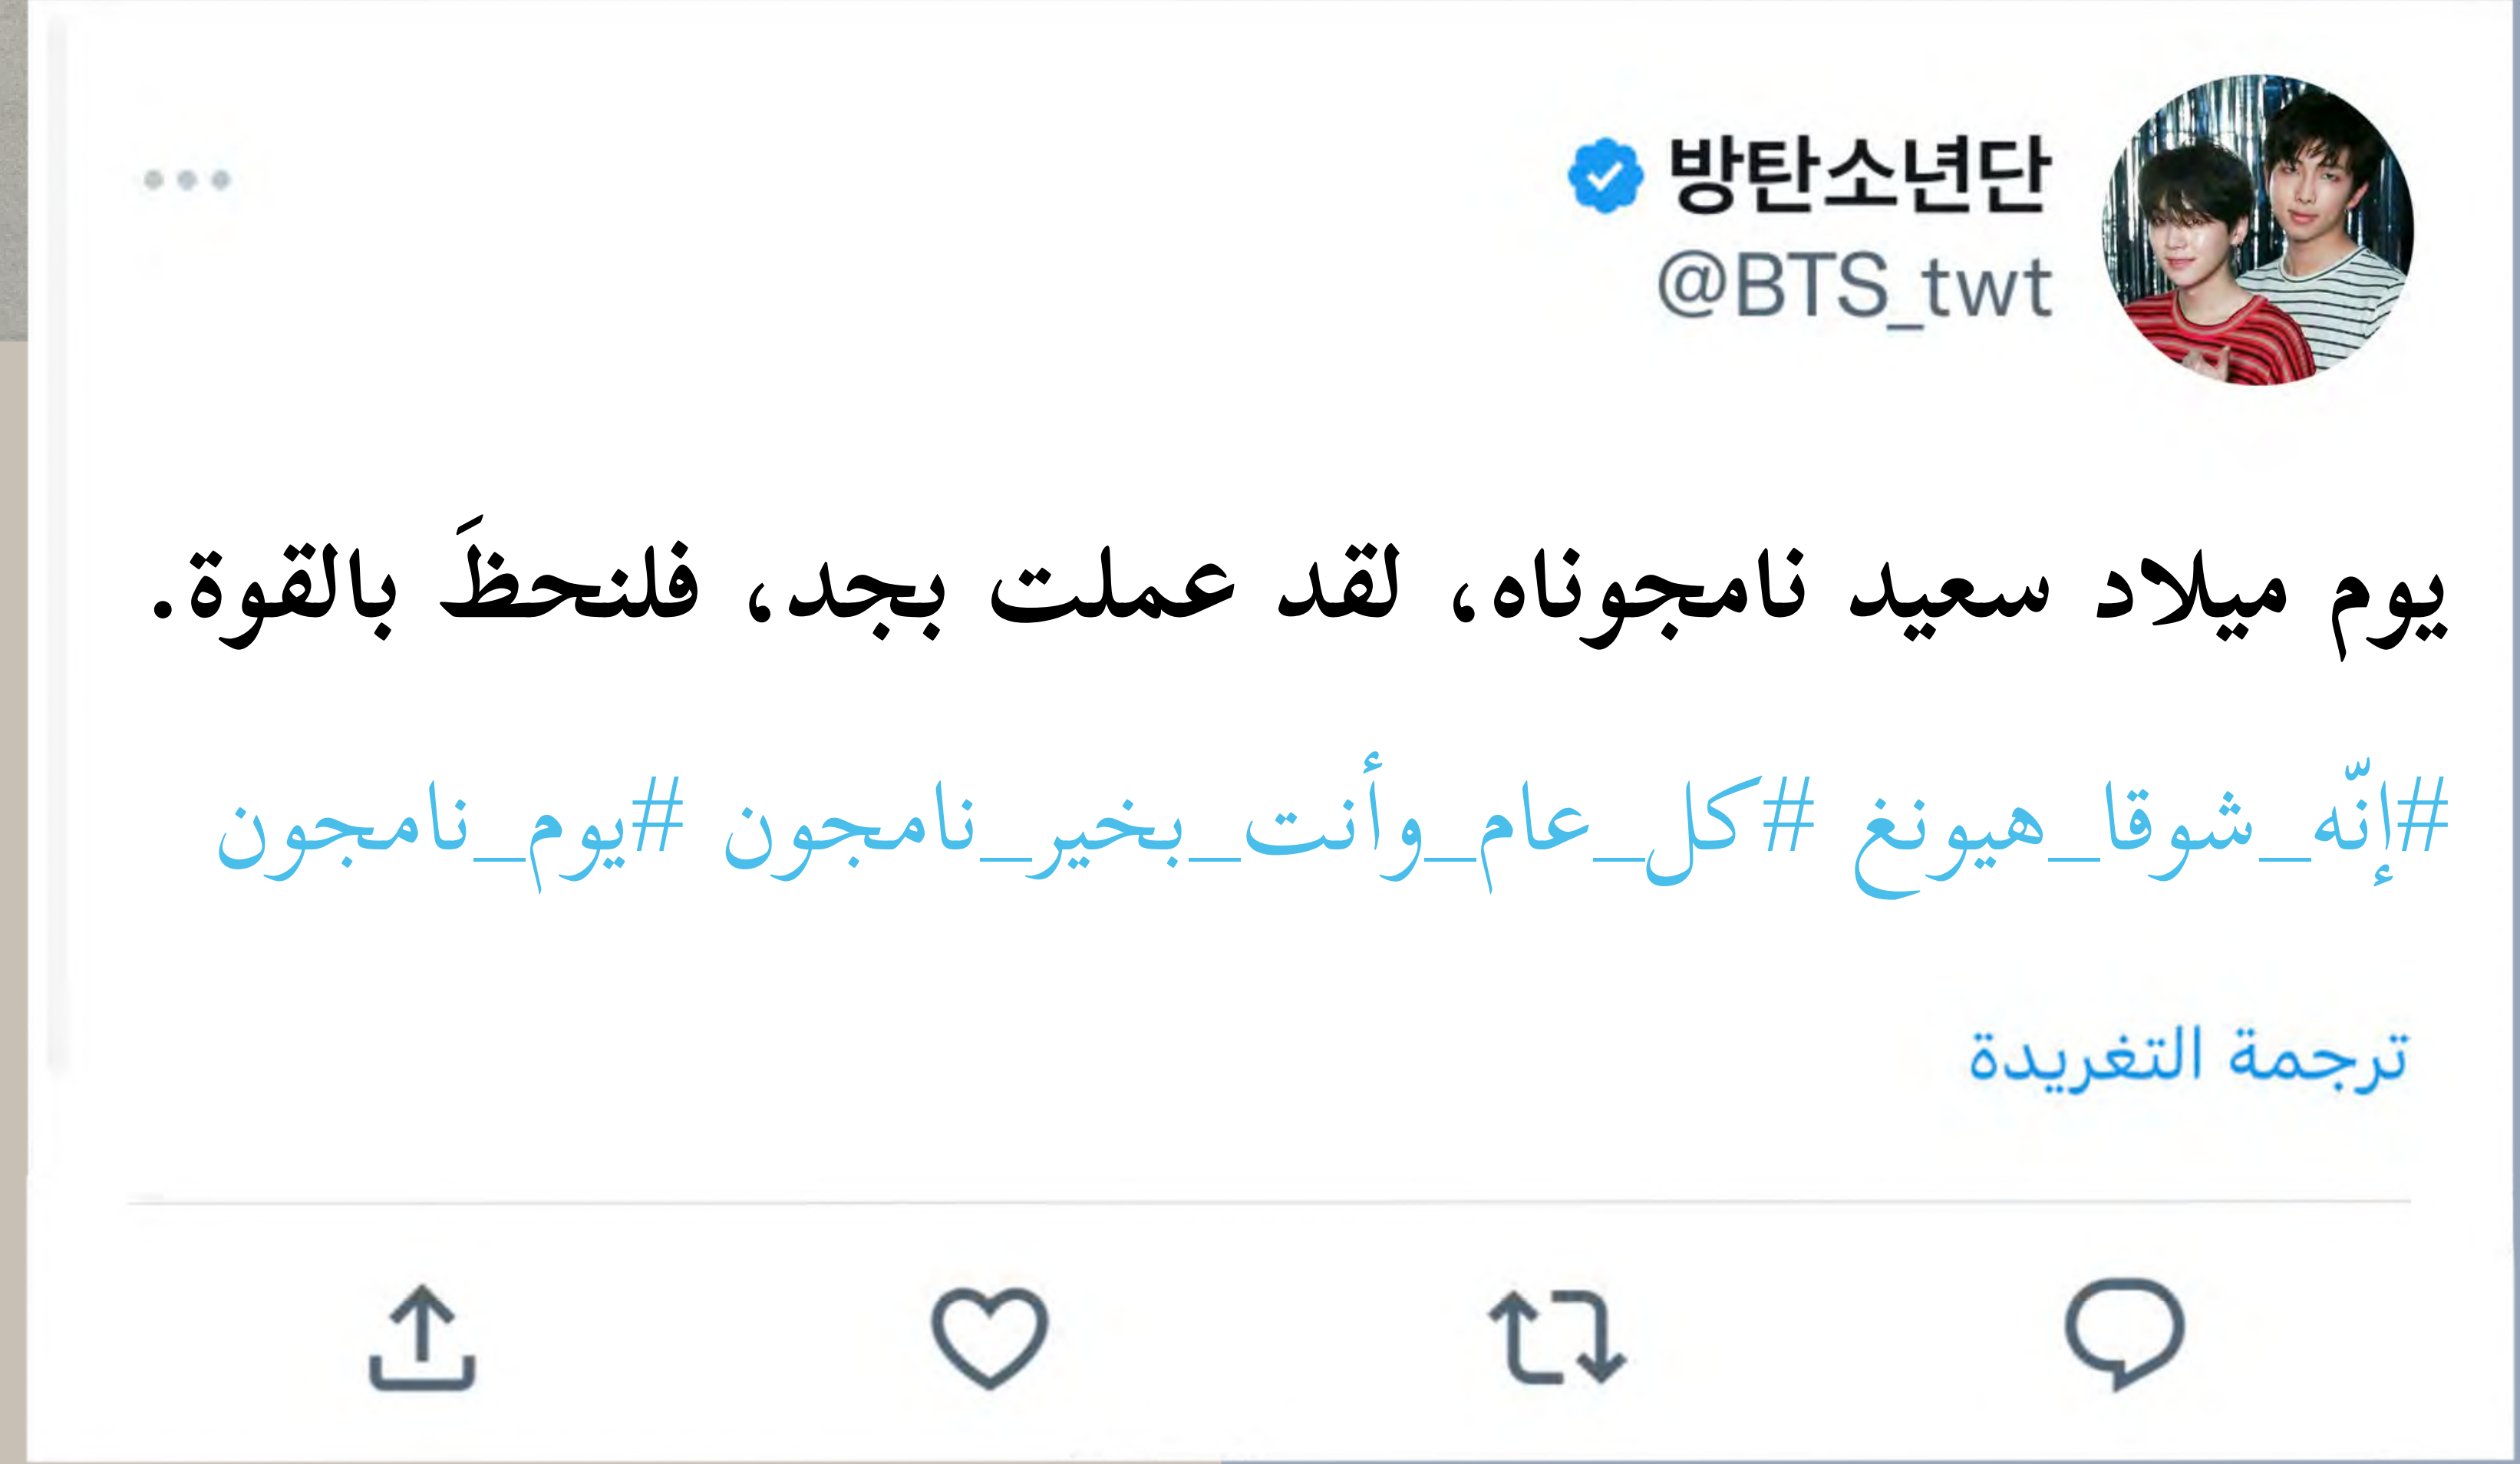 방탄소년단
@BTS_twt
يوم ميلاد سعيد نامجوناه، لقد عملت بجد، فلنحظَ بالقوة.
#إنّه_شوقا_هيونغ #كل_عام_وأنت_بخير_نامجون #يوم_نامجون
ترجمة التغريدة